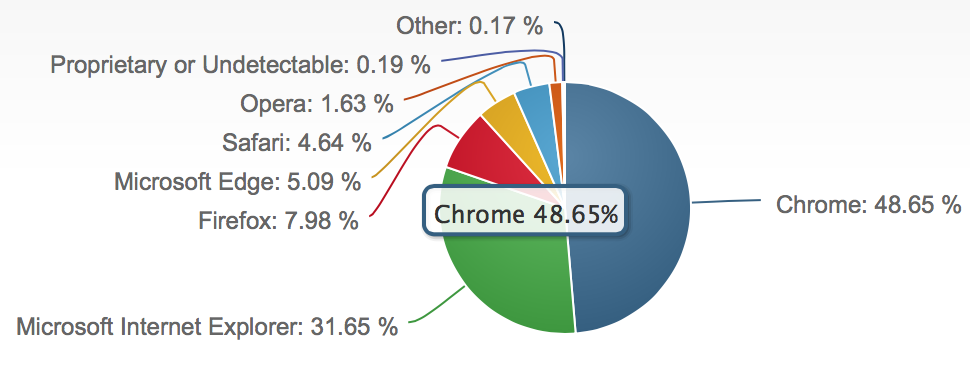 Other: 0.17 %
Proprietary or Undetectable: 0.19 %
Opera: 1.63 %
Safari: 4.64 %
Microsoft Edge: 5.09 %
Firefox: 7.98 %
Chrome: 48.65 %
Chrome 48.65%
Microsoft Internet Explorer: 31.65 %